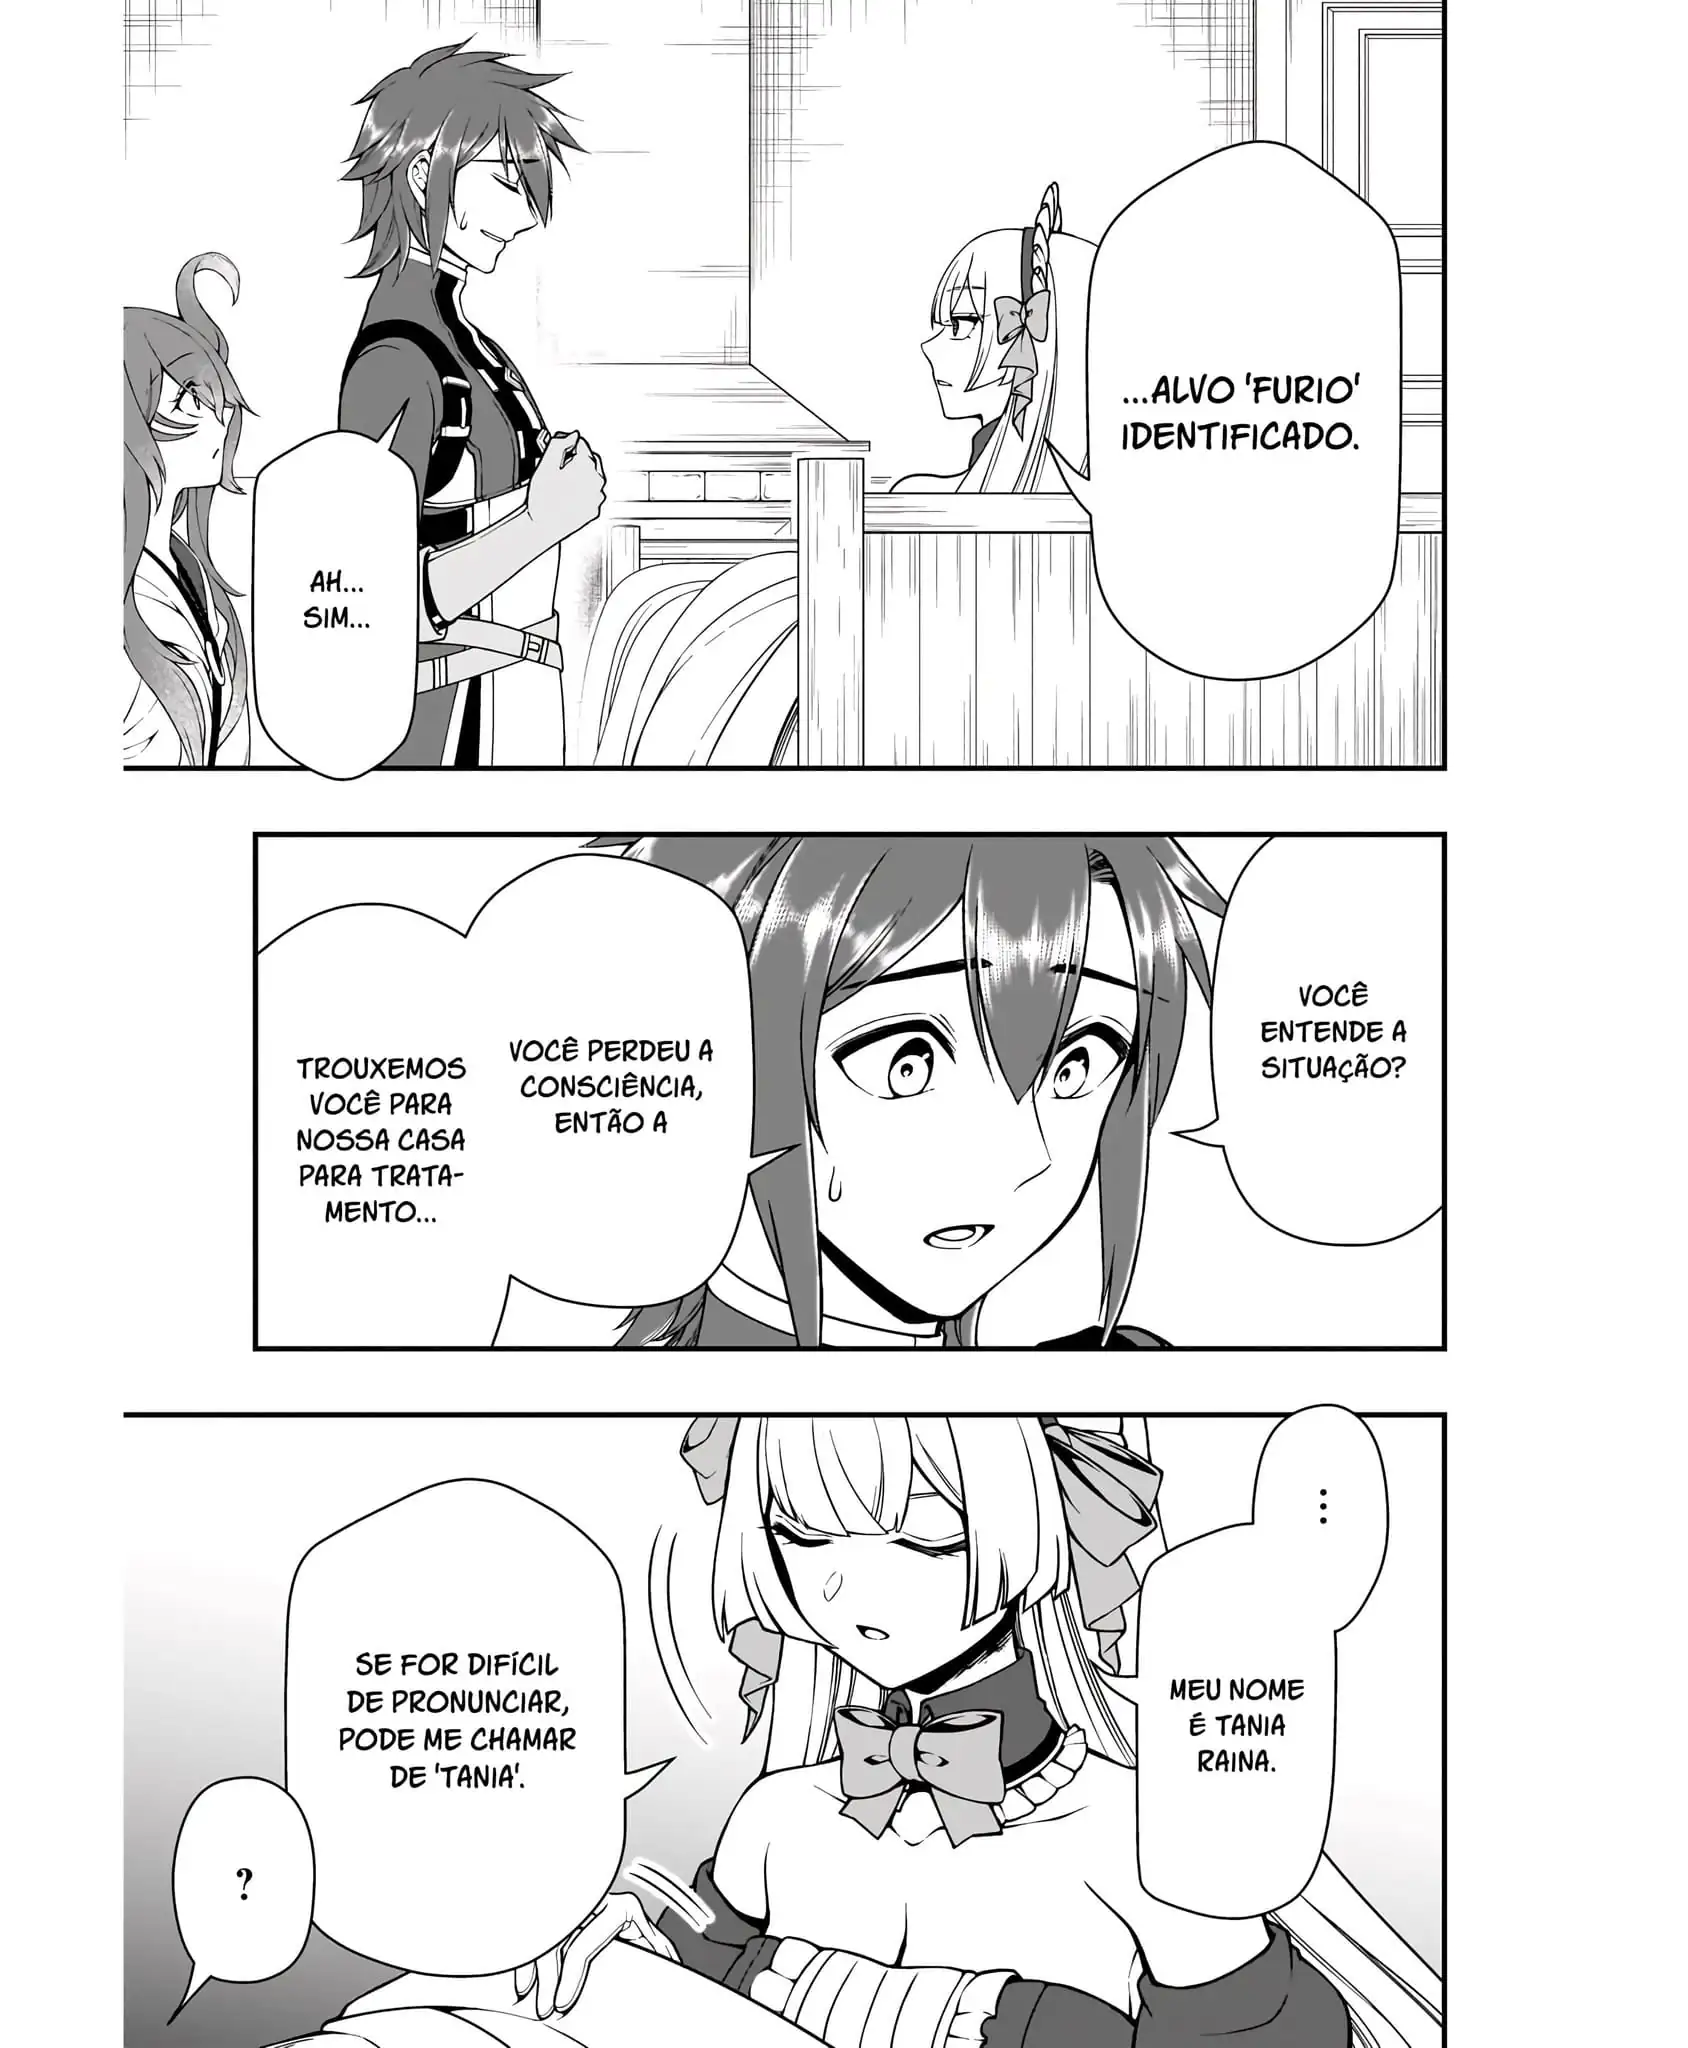 ...ALVO 'FURIO'
IDENTIFICADO.
AH...
SIM...
VOCÊ
ENTENDE A
SITUAÇÃO?
VOCÊ PERDEU A
CONSCIÊNCIA,
ENTÃO A
TROUXEMOS
VOCÊ PARA
NOSSA CASA
PARA TRATA-
MENTO...
...
MEU NOME
É TANIA
RAINA.
SE FOR DIFÍCIL
DE PRONUNCIAR,
PODE ME CHAMAR
DE 'TANIA'.
?